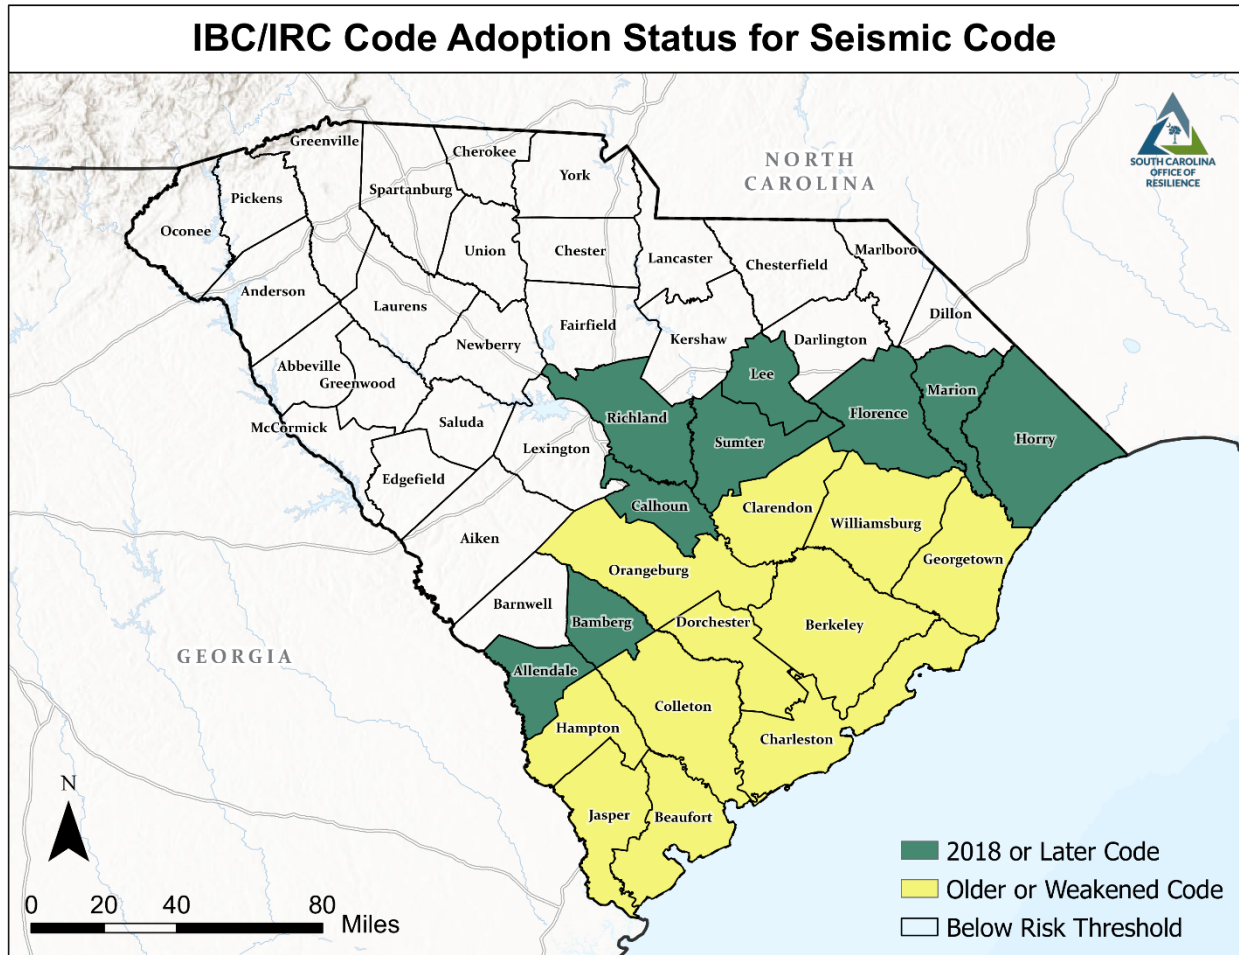 IBC/IRC Code Adoption Status for Seismic Code
SOUTH CAROLINA
OFFICE OF
RESILIENCE
NORTH
CAROLINA
Greenville
Cherokee
York
Spartanburg
Pickens
Oconee
Union
Chester
Lancaster
Chesterfield
Marlboro
Anderson
Laurens
Fairfield
Dillon
Newberry
Kershaw
Darlington
Abbeville
Greenwood
Lee
Marion
Florence
Horry
McCormick
Saluda
Richland
Sumter
Lexington
Edgefield
Calhoun
Clarendon
Williamsburg
Aiken
Georgetown
Orangeburg
Barnwell
Bamberg
Dorchester
Berkeley
GEORGIA
Allendale
Colleton
Hampton
Charleston
Jasper
Beaufort
N
0 20 40 80 Miles
2018 or Later Code
Older or Weakened Code
Below Risk Threshold